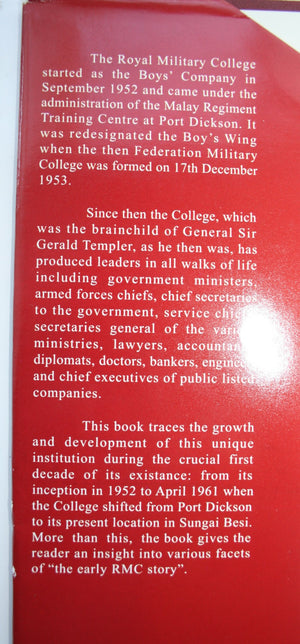 The Royal Military College
started as the Boys' Company in
September 1952 and came under the
administration of the Malay Regiment
Training Centre at Port Dickson. It
was redesignated the Boy's Wing
when the then Federation Military
College was formed on 17th December
1953.
Since then the College, which
was the brainchild of General Sir
Gerald Templer, as he then was, has
produced leaders in all walks of life
including government ministers,
armed forces chiefs, chief secretaries
to the government, service chiefs,
secretaries general of the various
ministries, lawyers, accountants,
diplomats, doctors, bankers, engineers
and chief executives of public listed
companies.
This book traces the growth
and development of this unique
institution during the crucial first
decade of its existance: from its
inception in 1952 to April 1961 when
the College shifted from Port Dickson
to its present location in Sungai Besi.
More than this, the book gives the
reader an insight into various facets
of "the early RMC story".